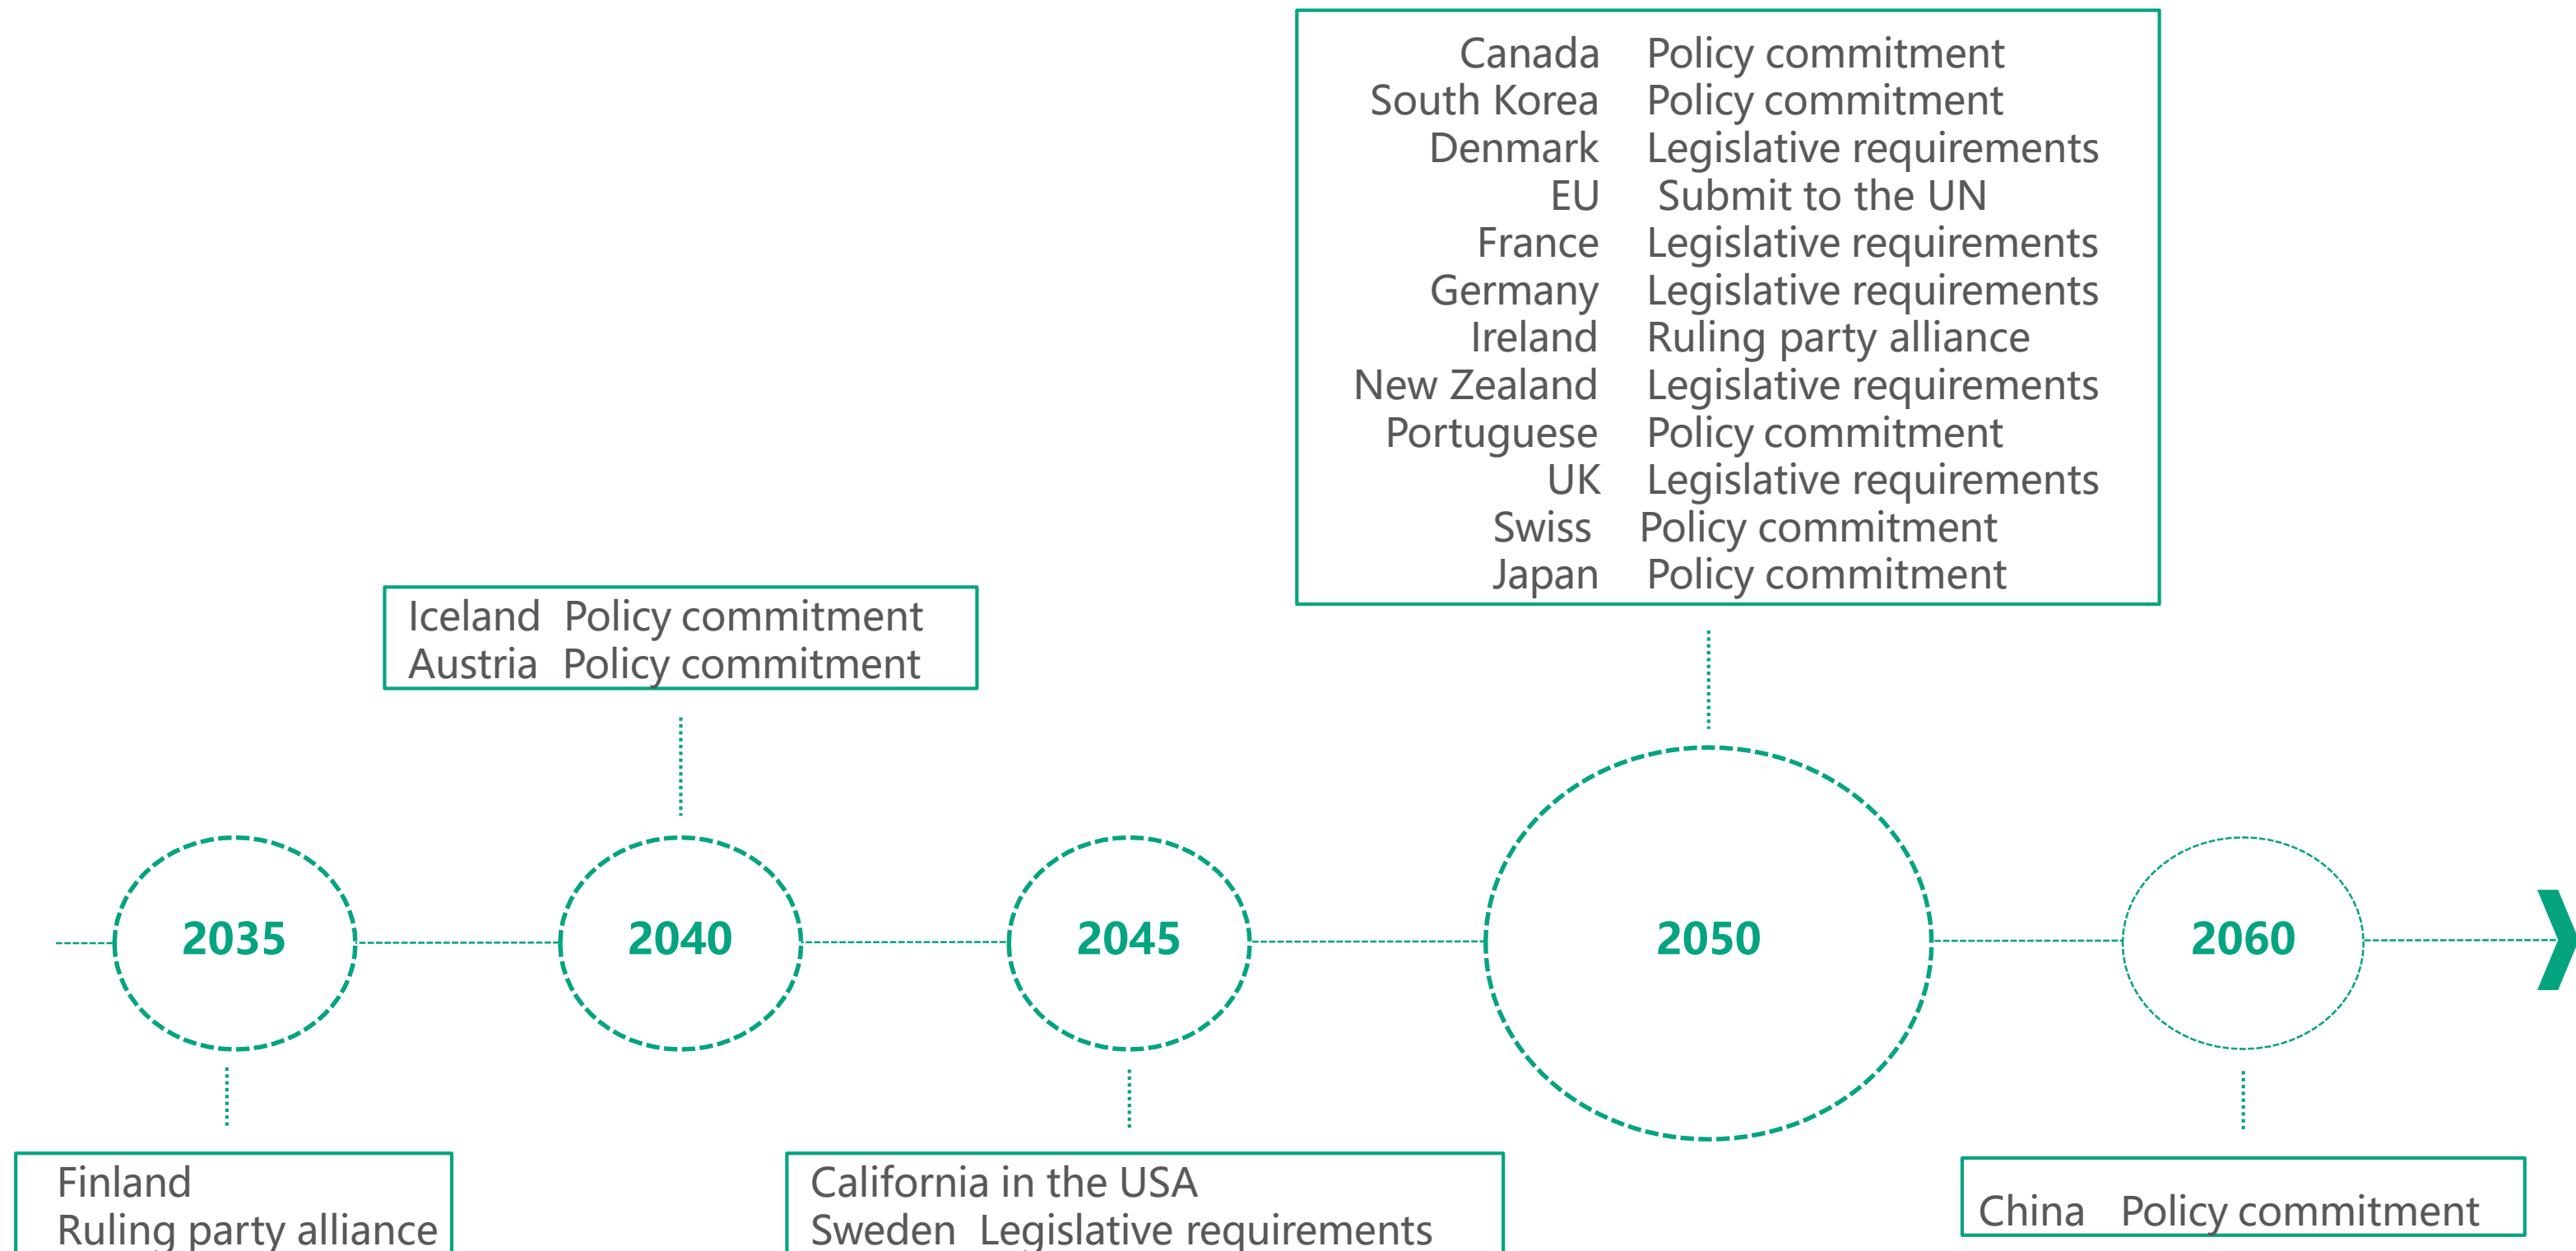 Canada Policy commitment
South Korea Policy commitment
Denmark Legislative requirements
EU Submit to the UN
France Legislative requirements
Germany Legislative requirements
Ireland Ruling party alliance
New Zealand Legislative requirements
Portuguese Policy commitment
UK Legislative requirements
Swiss Policy commitment
Japan Policy commitment
Iceland Policy commitment
Austria Policy commitment
2035
2040
2045
2050
2060
Finland
Ruling party alliance
California in the USA
Sweden Legislative requirements
China Policy commitment